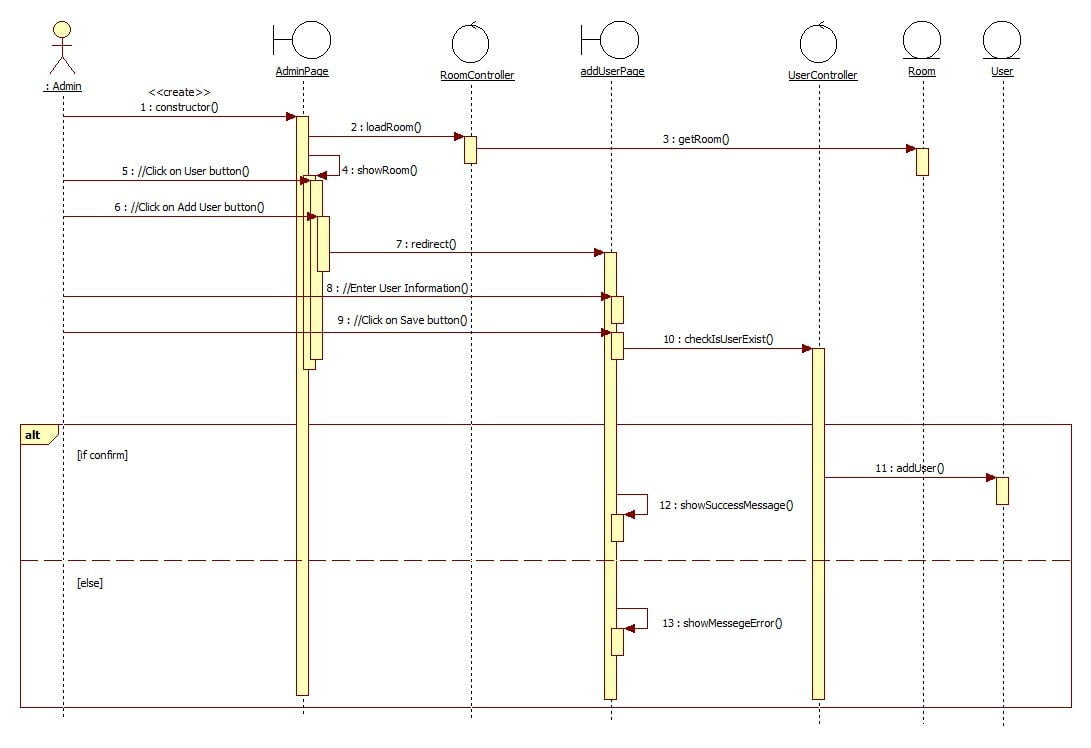 : Admin
AdminPage
RoomController
addUserPage
UserController
Room
User
<<create>>
1 : constructor()
2 : loadRoom()
3 : getRoom()
4 : showRoom()
5 : //Click on User button()
6 : //Click on Add User button()
7 : redirect()
8 : //Enter User Information()
9 : //Click on Save button()
10 : checkIsUserExist()
alt
[if confirm]
11 : addUser()
12 : showSuccessMessage()
[else]
13 : showMessegeError()